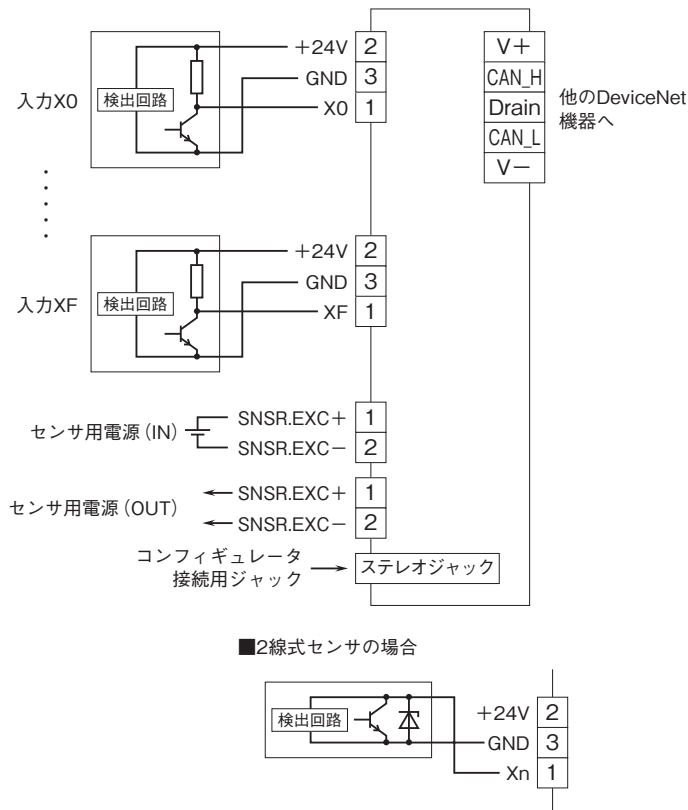 入力X0
検出回路
+24V 2
GND 3
X0 1
V+
CAN_H
Drain
CAN_L
V−
他のDeviceNet
機器へ
入力XF
検出回路
+24V 2
GND 3
XF 1
センサ用電源(IN)
SNSR.EXC+ 1
SNSR.EXC− 2
センサ用電源(OUT)
SNSR.EXC+ 1
SNSR.EXC− 2
コンフィギュレータ
接続用ジャック
ステレオジャック
■2線式センサの場合
検出回路
+24V 2
GND 3
Xn 1